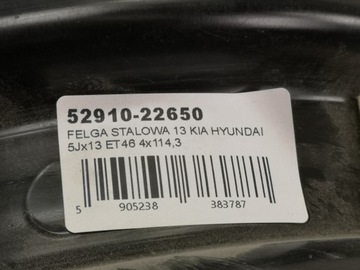 52910-22650
FELGA STALOWA 13 KIA HYUNDAI
5Jx13 ET46 4x114,3
5 905238 383787